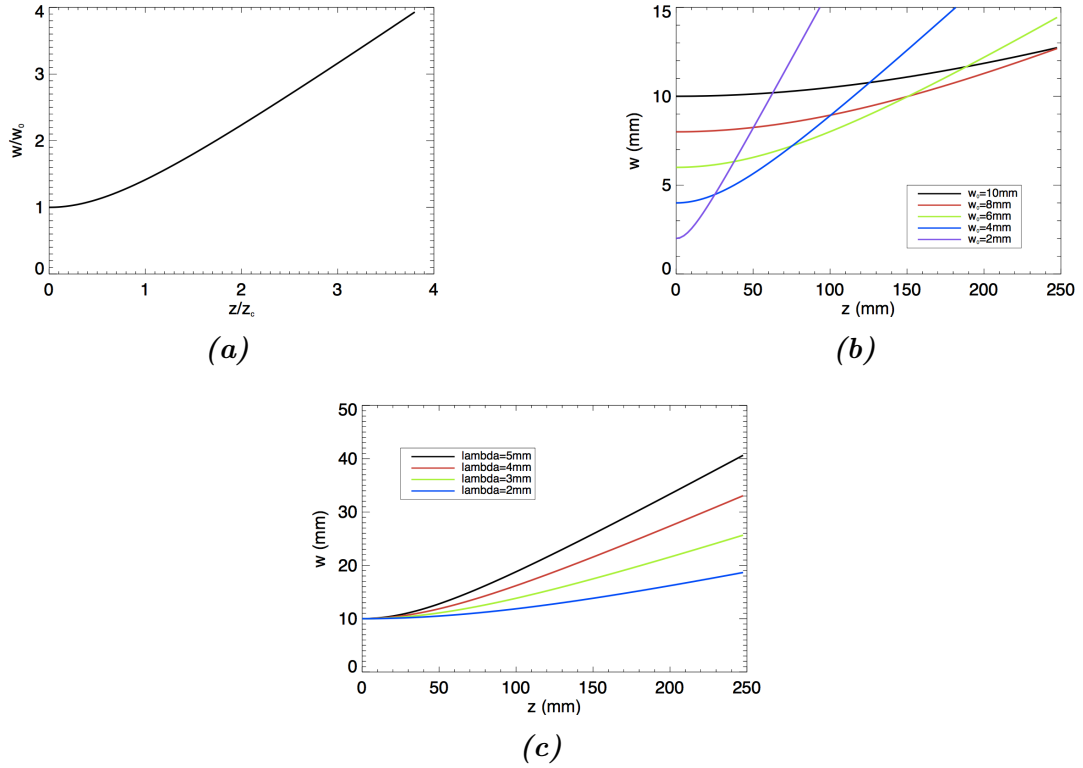 4
3
2
1
0
w/w₀
0 1 2 3 4
z/z꜀
(a)
15
10
5
0
w (mm)
w₀=10mm
w₀=8mm
w₀=6mm
w₀=4mm
w₀=2mm
0 50 100 150 200 250
z (mm)
(b)
50
40
30
20
10
0
w (mm)
lambda=5mm
lambda=4mm
lambda=3mm
lambda=2mm
0 50 100 150 200 250
z (mm)
(c)